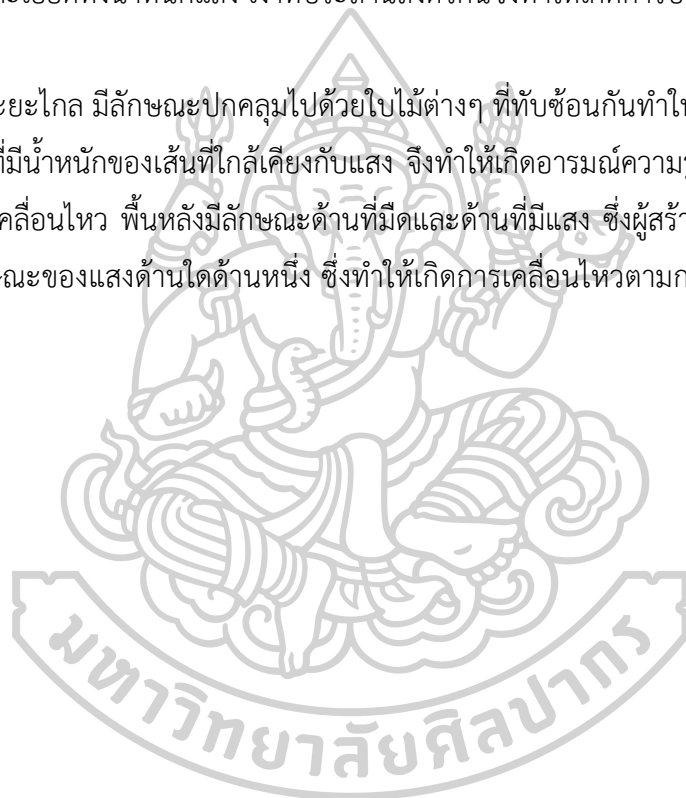 ยะไกล มีลักษณะปกคลุมไปด้วยใบไม้ต่างๆ ที่ทับซ้อนกันทำให
ที่มีน้ำหนักของเส้นที่ใกล้เคียงกับแสง จึงทำให้เกิดอารมณ์ความรู
คลื่อนไหว พื้นหลังมีลักษณะด้านที่มืดและด้านที่มีแสง ซึ่งผู้สร้า
ณะของแสงด้านใดด้านหนึ่ง ซึ่งทำให้เกิดการเคลื่อนไหวตามก
มหาวิทยาลัยศิลปากร